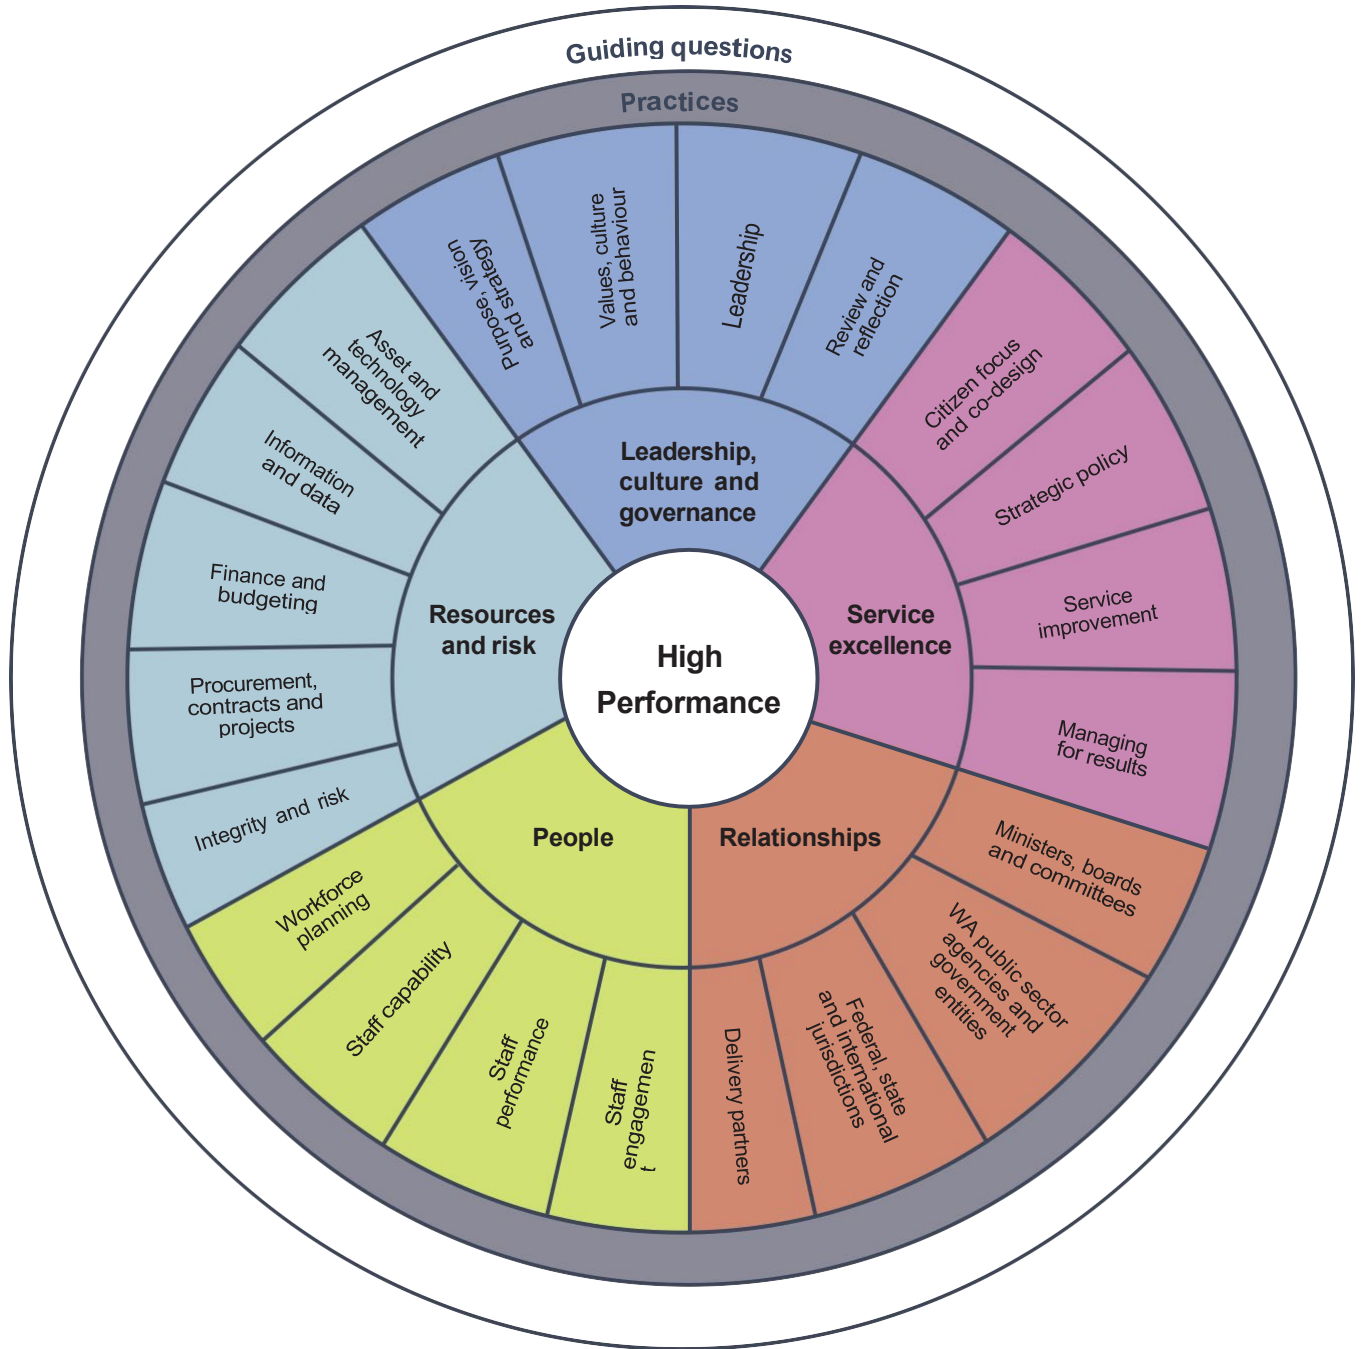 Guiding questions
Practices
Purpose, vision
and strategy
Values, culture
and behaviour
Leadership
Review and
reflection
Citizen focus
and co-design
Strategic policy
Service
improvement
Managing
for results
Ministers, boards
and committees
WA public sector
agencies and
government
entities
Federal, state
and international
jurisdictions
Delivery partners
Staff
engagemen
t
Staff
performance
Staff capability
Workforce
planning
Integrity and risk
Procurement,
contracts and
projects
Finance and
budgeting
Information
and data
Asset and
technology
management
Leadership,
culture and
governance
Service
excellence
Relationships
People
Resources
and risk
High
Performance